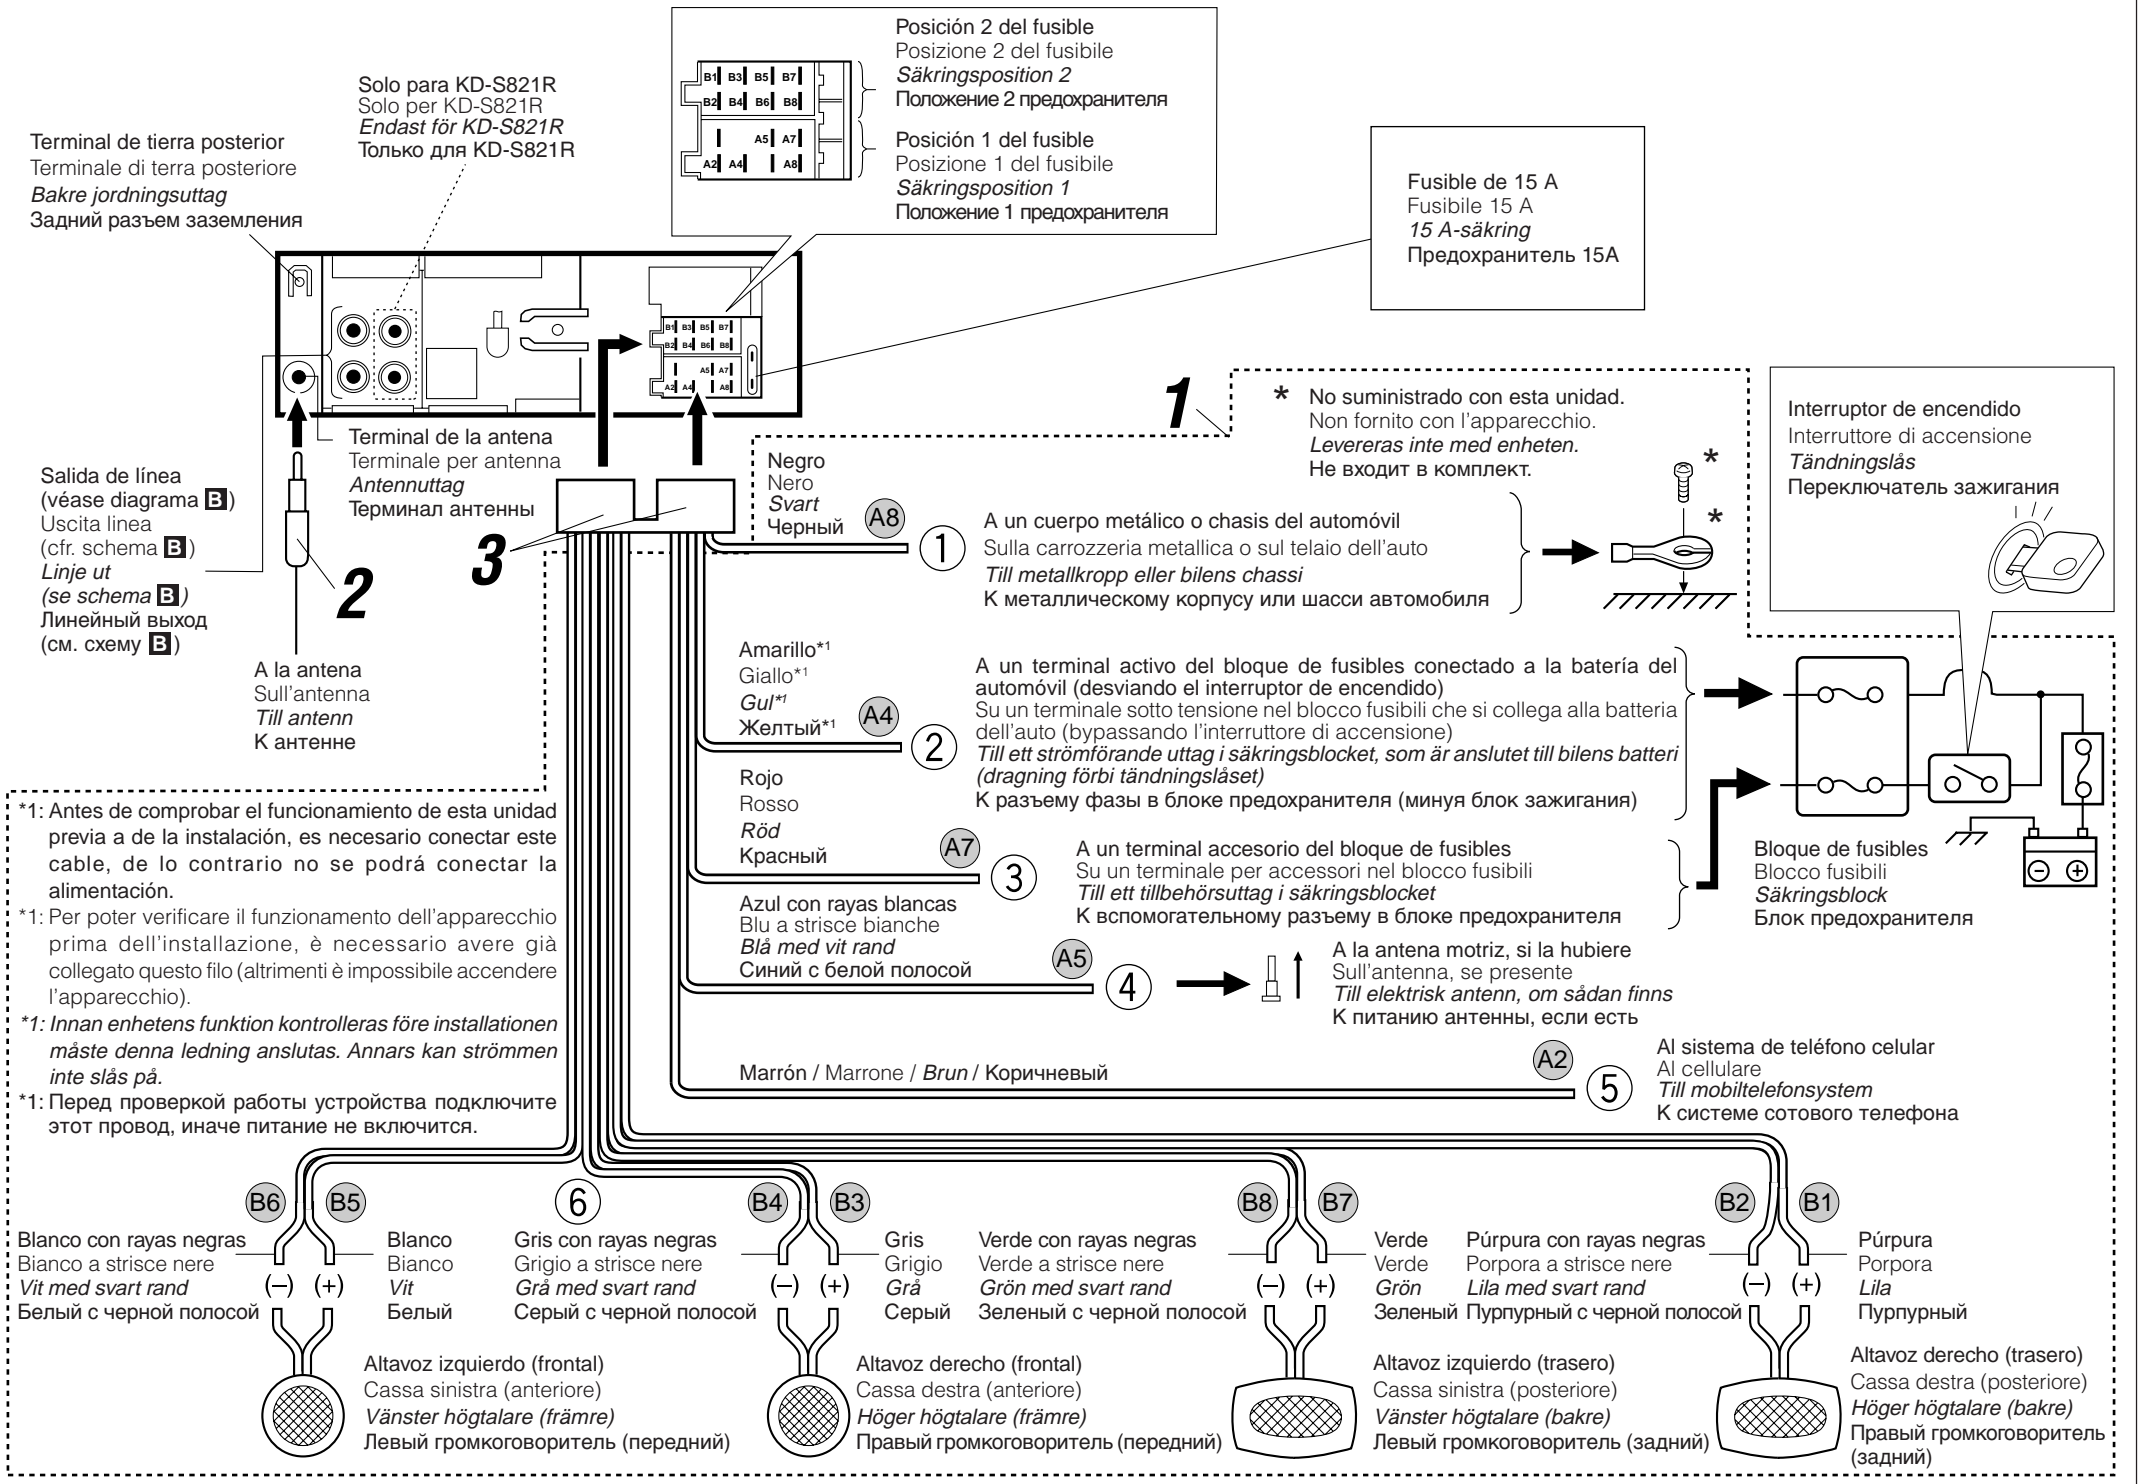 Posición 2 del fusible
Posizione 2 del fusibile
Säkringsposition 2
Положение 2 предохранителя
B1 B3 B5 B7
B2 B4 B6 B8
Posición 1 del fusible
Posizione 1 del fusibile
Säkringsposition 1
Положение 1 предохранителя
A5 A7
A2 A4 A8
Solo para KD-S821R
Solo per KD-S821R
Endast för KD-S821R
Только для KD-S821R
Terminal de tierra posterior
Terminale di terra posteriore
Bakre jordningsuttag
Задний разъем заземления
Fusible de 15 A
Fusibile 15 A
15 A-säkring
Предохранитель 15А
B1 B3 B5 B7
B2 B4 B6 B8
A5 A7
A2 A4 A8
1
* No suministrado con esta unidad.
Non fornito con l'apparecchio.
Levereras inte med enheten.
Не входит в комплект.
*
*
Interruptor de encendido
Interruttore di accensione
Tändningslås
Переключатель зажигания
Terminal de la antena
Terminale per antenna
Antennuttag
Терминал антенны
Salida de línea
(véase diagrama B)
Uscita linea
(cfr. schema B)
Linje ut
(se schema B)
Линейный выход
(см. схему B)
2
3
A la antena
Sull'antenna
Till antenn
К антенне
Negro
Nero
Svart
Черный
A8
1
A un cuerpo metálico o chasis del automóvil
Sulla carrozzeria metallica o sul telaio dell'auto
Till metallkropp eller bilens chassi
К металлическому корпусу или шасси автомобиля
Amarillo*1
Giallo*1
Gul*1
Желтый*1
A4
2
A un terminal activo del bloque de fusibles conectado a la batería del
automóvil (desviando el interruptor de encendido)
Su un terminale sotto tensione nel blocco fusibili che si collega alla batteria
dell'auto (bypassando l'interruttore di accensione)
Till ett strömförande uttag i säkringsblocket, som är anslutet till bilens batteri
(dragning förbi tändningslåset)
К разъему фазы в блоке предохранителя (минуя блок зажигания)
Rojo
Rosso
Röd
Красный
A7
3
A un terminal accesorio del bloque de fusibles
Su un terminale per accessori nel blocco fusibili
Till ett tillbehörsuttag i säkringsblocket
К вспомогательному разъему в блоке предохранителя
Bloque de fusibles
Blocco fusibili
Säkringsblock
Блок предохранителя
Azul con rayas blancas
Blu a strisce bianche
Blå med vit rand
Синий с белой полосой
A5
4
A la antena motriz, si la hubiere
Sull'antenna, se presente
Till elektrisk antenn, om sådan finns
К питанию антенны, если есть
Marrón / Marrone / Brun / Коричневый
A2
5
Al sistema de teléfono celular
Al cellulare
Till mobiltelefonsystem
К системе сотового телефона
*1: Antes de comprobar el funcionamiento de esta unidad
previa a de la instalación, es necesario conectar este
cable, de lo contrario no se podrá conectar la
alimentación.
*1: Per poter verificare il funzionamento dell'apparecchio
prima dell'installazione, è necessario avere già
collegato questo filo (altrimenti è impossibile accendere
l'apparecchio).
*1: Innan enhetens funktion kontrolleras före installationen
måste denna ledning anslutas. Annars kan strömmen
inte slås på.
*1: Перед проверкой работы устройства подключите
этот провод, иначе питание не включится.
B6 B5
6
B4 B3
B8 B7
B2 B1
Blanco con rayas negras
Bianco a strisce nere
Vit med svart rand
Белый с черной полосой
(−) (+)
Blanco
Bianco
Vit
Белый
Gris con rayas negras
Grigio a strisce nere
Grå med svart rand
Серый с черной полосой
(−) (+)
Gris
Grigio
Grå
Серый
Verde con rayas negras
Verde a strisce nere
Grön med svart rand
Зеленый с черной полосой
(−) (+)
Verde
Verde
Grön
Зеленый
Púrpura con rayas negras
Porpora a strisce nere
Lila med svart rand
Пурпурный с черной полосой
(−) (+)
Púrpura
Porpora
Lila
Пурпурный
Altavoz izquierdo (frontal)
Cassa sinistra (anteriore)
Vänster högtalare (främre)
Левый громкоговоритель (передний)
Altavoz derecho (frontal)
Cassa destra (anteriore)
Höger högtalare (främre)
Правый громкоговоритель (передний)
Altavoz izquierdo (trasero)
Cassa sinistra (posteriore)
Vänster högtalare (bakre)
Левый громкоговоритель (задний)
Altavoz derecho (trasero)
Cassa destra (posteriore)
Höger högtalare (bakre)
Правый громкоговоритель
(задний)